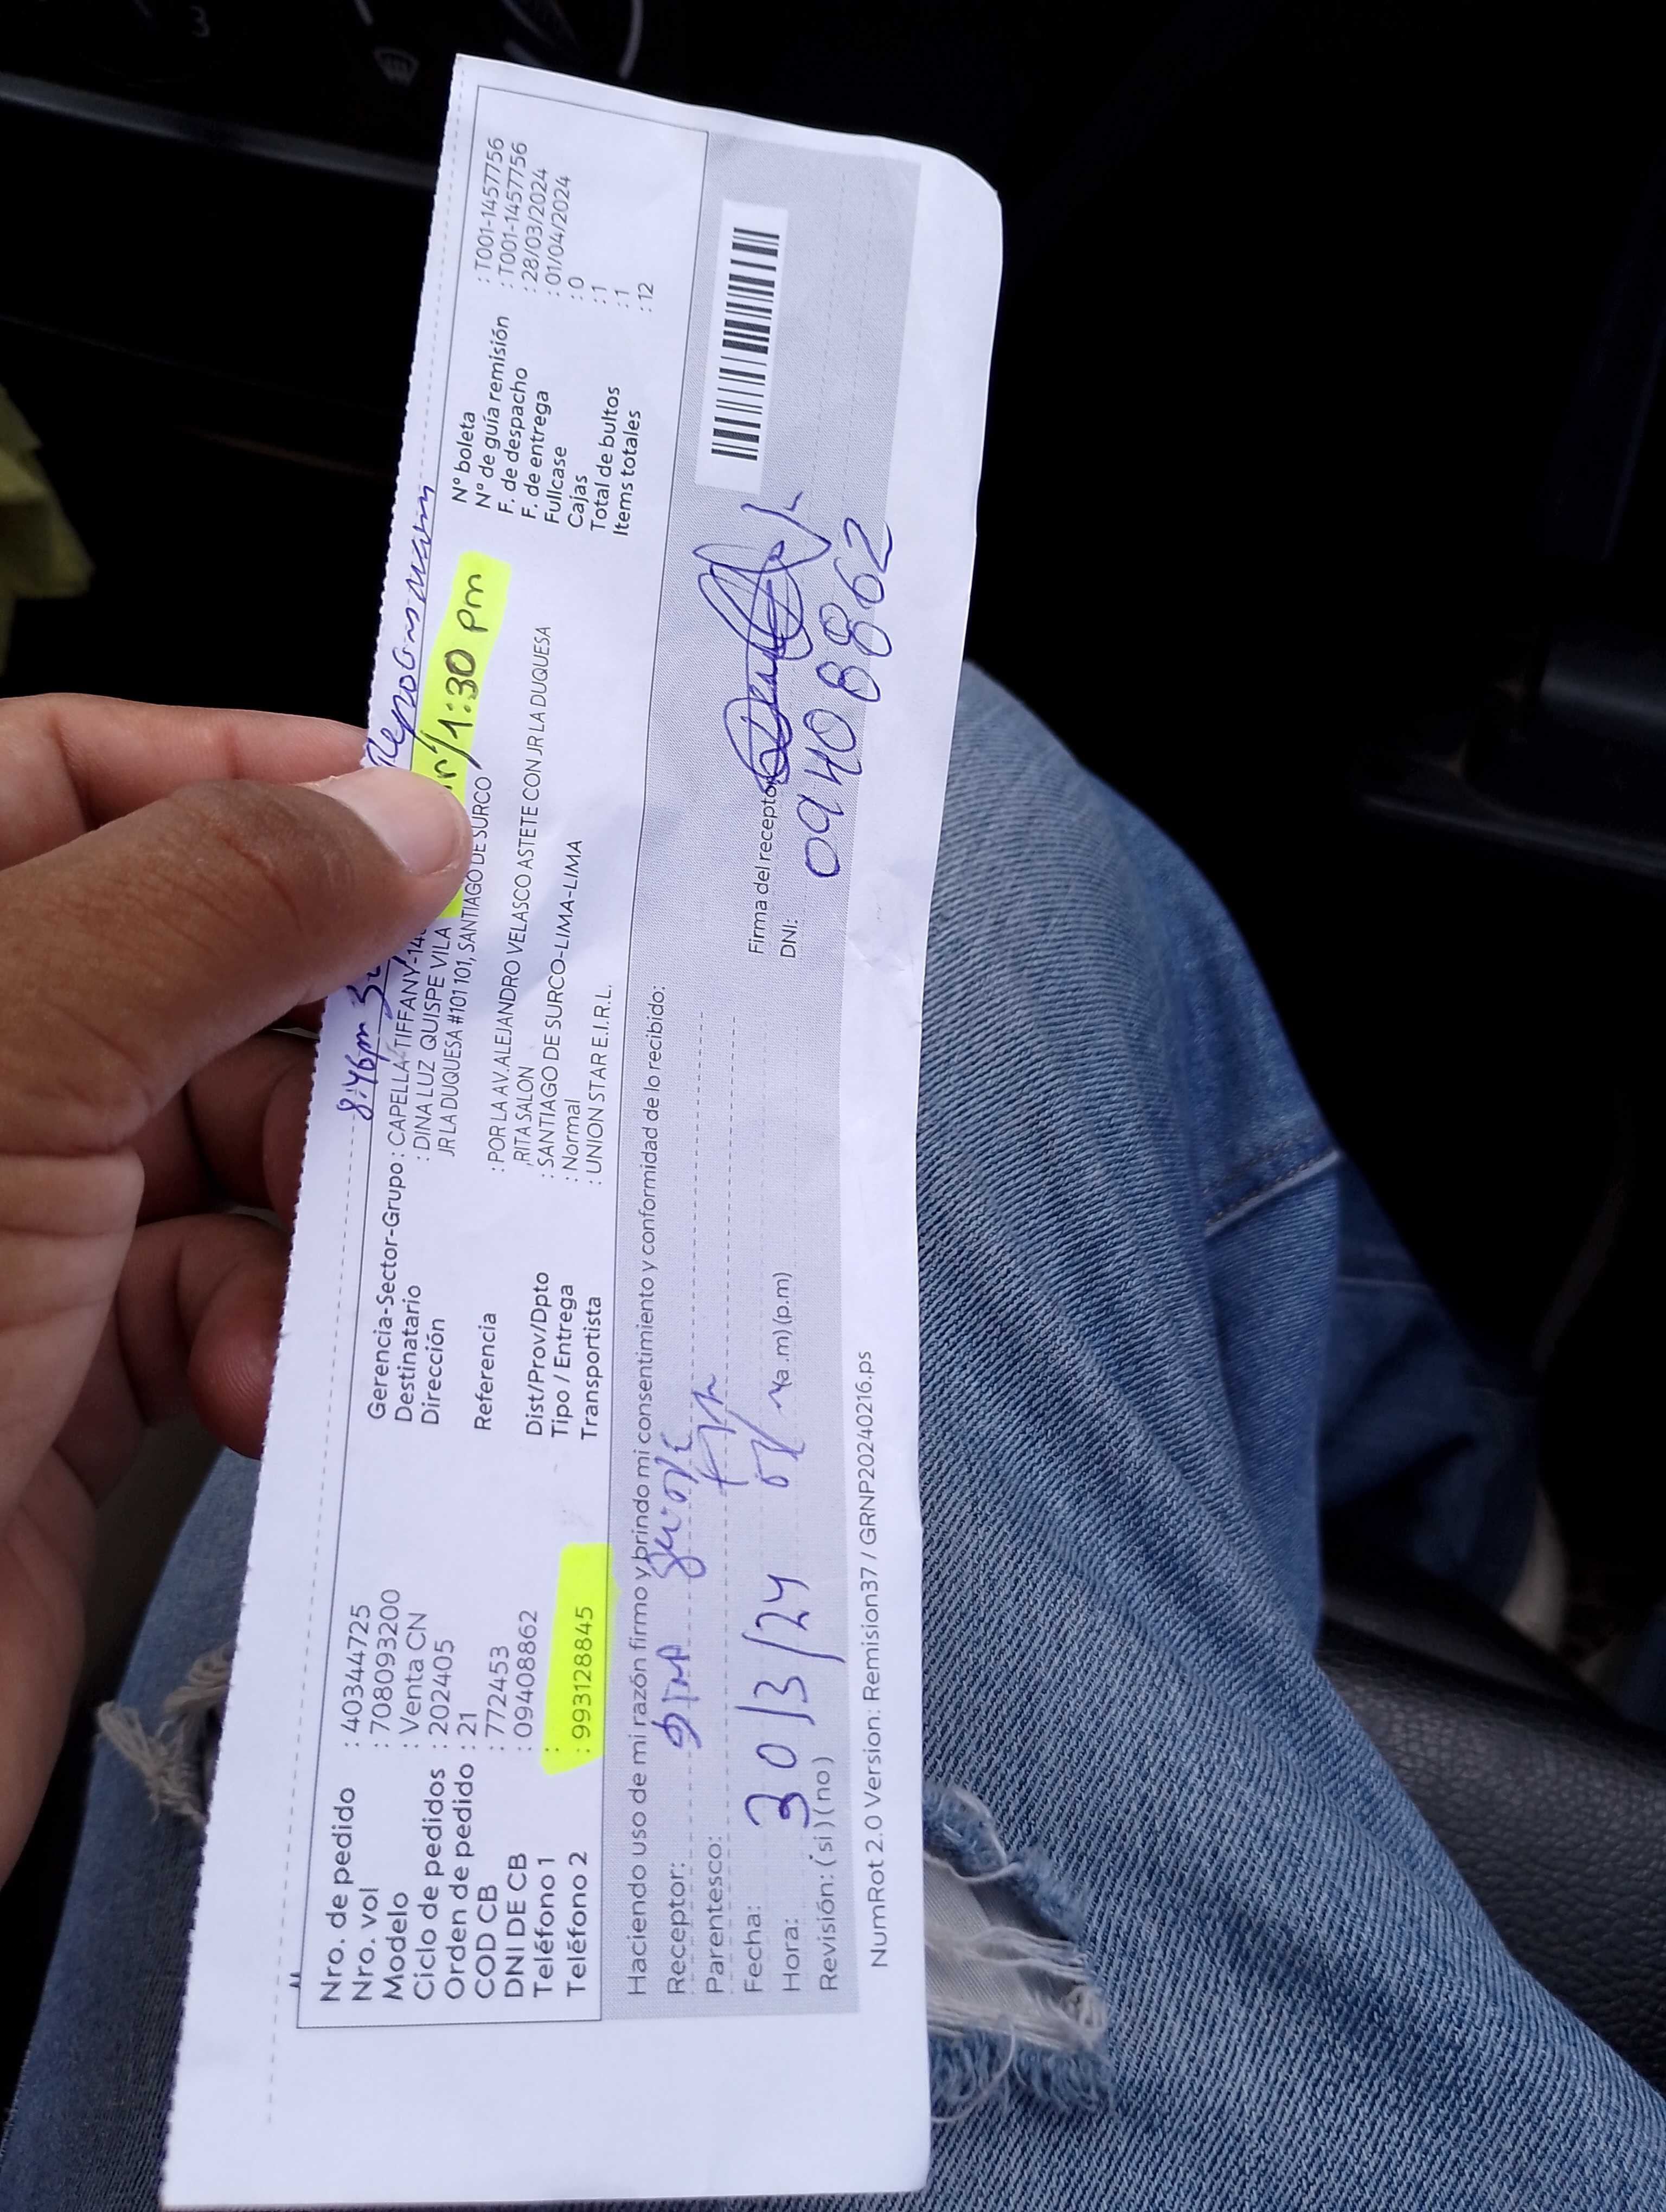 8:46pm
1:30 pm
Nro. de pedido : 40344725
Nro. vol : 7080932​00
Modelo : Venta CN
Ciclo de pedidos : 202405
Orden de pedido : 21
COD CB : 772453
DNI DE CB : 09408862
Teléfono 1 :
Teléfono 2 : 993128845
Gerencia-Sector-Grupo : CAPELLA-TIFFANY-14
Destinatario : DINA LUZ QUISPE VILA
Dirección JR LA DUQUESA #101 101, SANTIAGO DE SURCO
Referencia : POR LA AV. ALEJANDRO VELASCO ASTETE CON JR LA DUQUESA
,RITA SALON
Dist/Prov/Dpto : SANTIAGO DE SURCO-LIMA-LIMA
Tipo / Entrega : Normal
Transportista : UNION STAR E.I.R.L.
N° boleta : T001-1457756
N° de guía remisión : T001-1457756
F. de despacho : 28/03/2024
F. de entrega : 01/04/2024
Fullcase : 0
Cajas : 1
Total de bultos : 1
Items totales : 12
Haciendo uso de mi razón firmo y brindo mi consentimiento y conformidad de lo recibido:
Receptor:
Parentesco:
Fecha: 30/3/24
Hora: (a.m)(p.m)
Revisión: (si)(no)
Firma del receptor
DNI: 09408862
NumRot 2.0 Version: Remision37 / GRNP20240216.ps